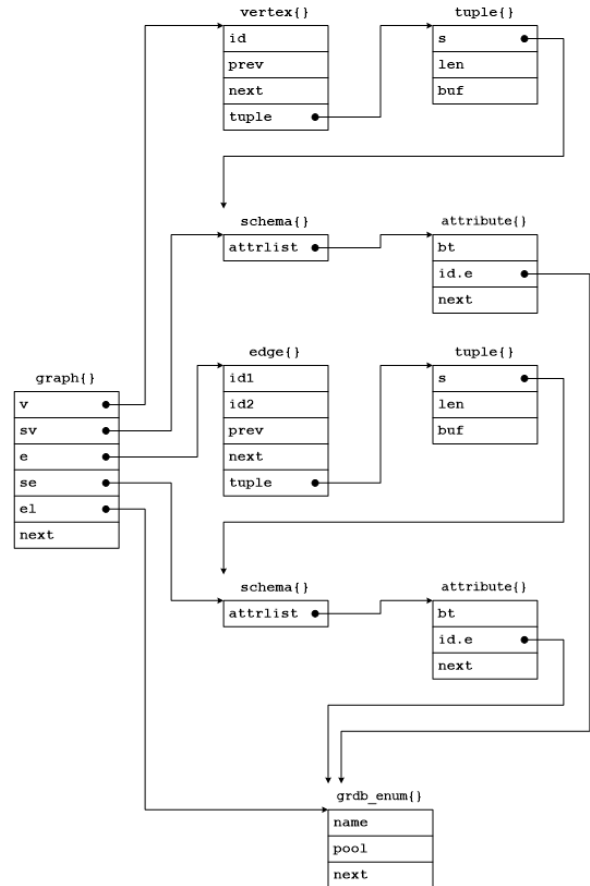 vertex{}
id
prev
next
tuple
tuple{}
s
len
buf
schema{}
attrlist
attribute{}
bt
id.e
next
graph{}
v
sv
e
se
el
next
edge{}
id1
id2
prev
next
tuple
tuple{}
s
len
buf
schema{}
attrlist
attribute{}
bt
id.e
next
grdb_enum{}
name
pool
next